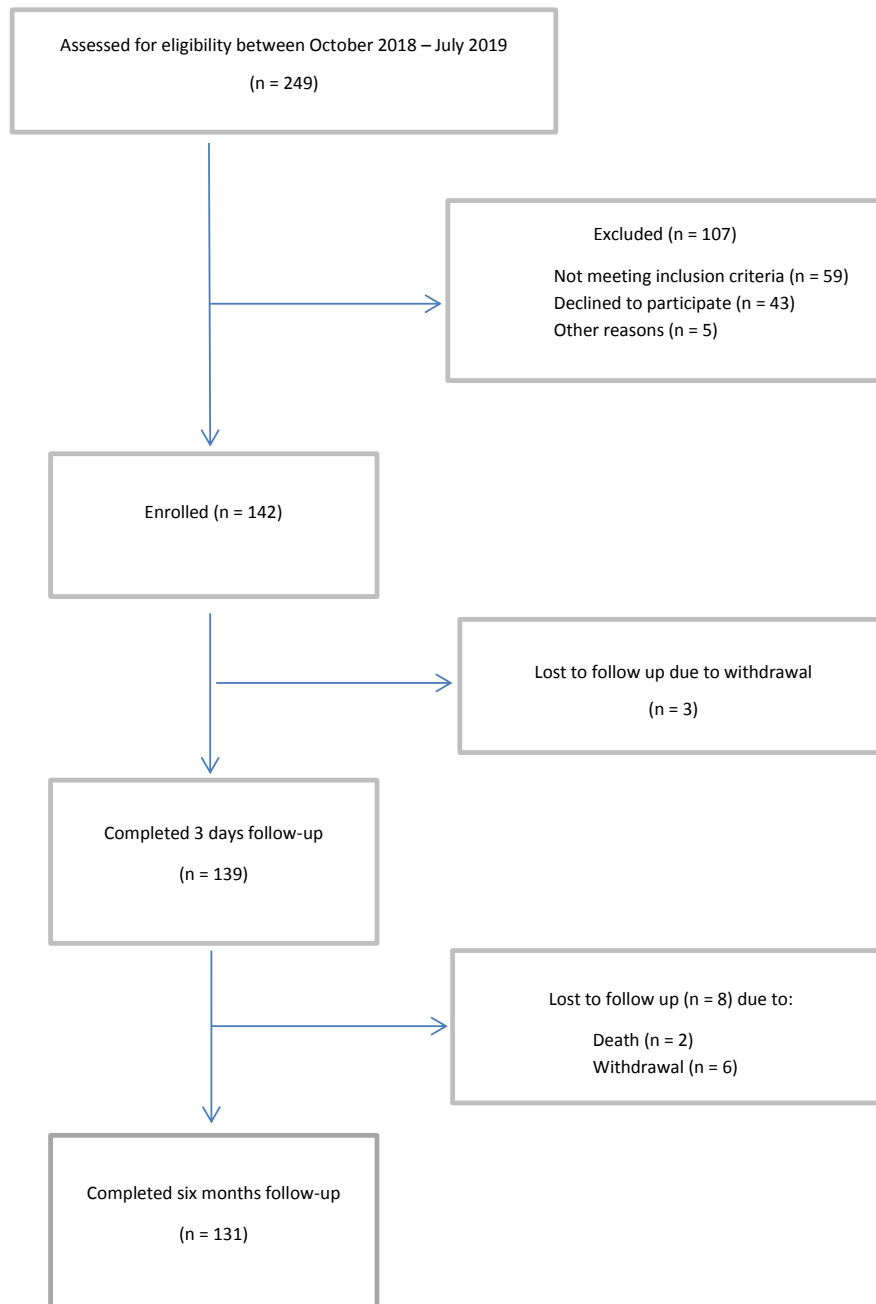 Assessed for eligibility between October 2018 – July 2019
(n = 249)
Excluded (n = 107)
Not meeting inclusion criteria (n = 59)
Declined to participate (n = 43)
Other reasons (n = 5)
Enrolled (n = 142)
Lost to follow up due to withdrawal
(n = 3)
Completed 3 days follow-up
(n = 139)
Lost to follow up (n = 8) due to:
Death (n = 2)
Withdrawal (n = 6)
Completed six months follow-up
(n = 131)